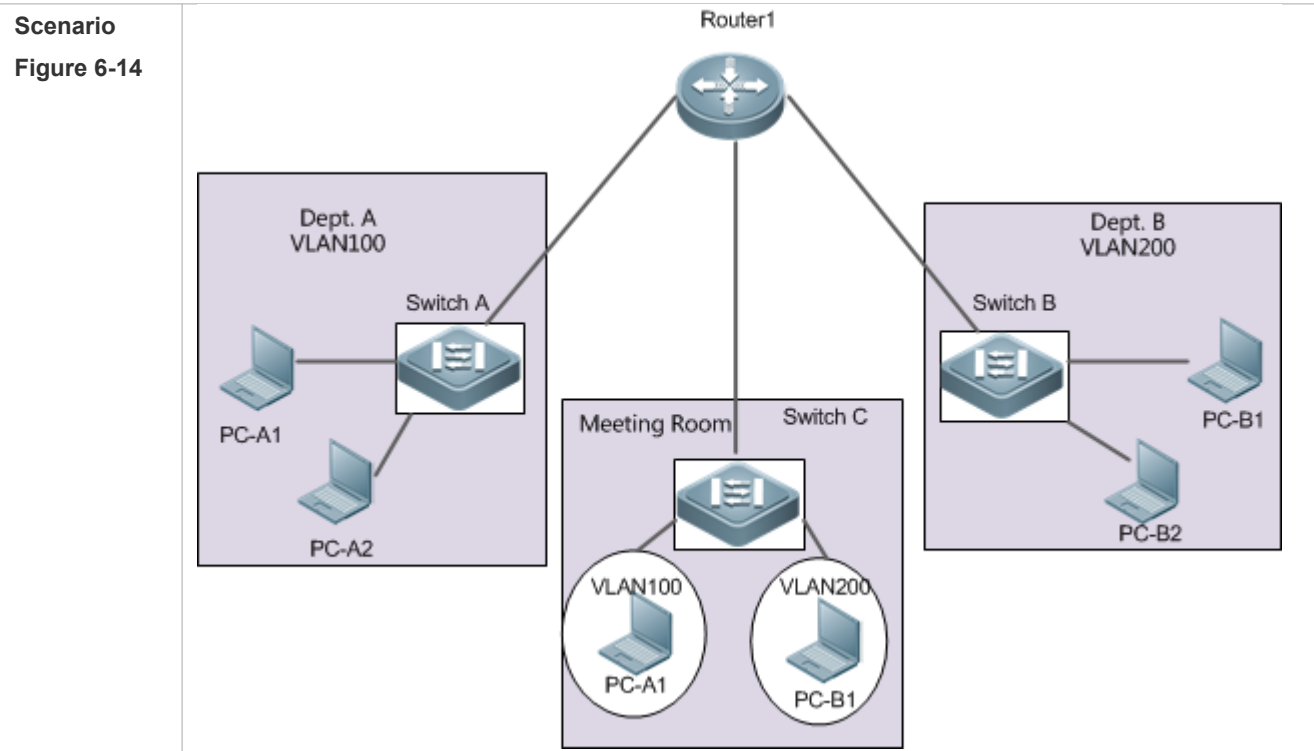 Scenario
Figure 6-14
Router1
Dept. A
VLAN100
Switch A
PC-A1
PC-A2
Dept. B
VLAN200
Switch B
PC-B1
PC-B2
Meeting Room
Switch C
VLAN100
PC-A1
VLAN200
PC-B1